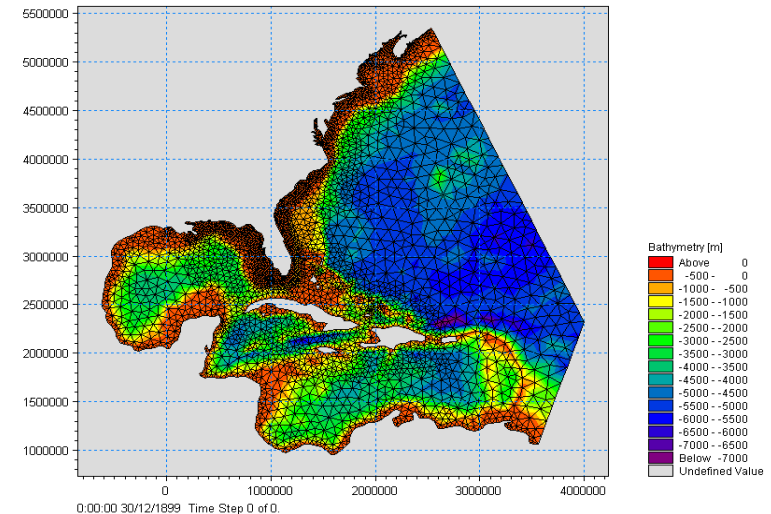 5500000
5000000
4500000
4000000
3500000
3000000
2500000
2000000
1500000
1000000
0 1000000 2000000 3000000 4000000
0:00:00 30/12/1899 Time Step 0 of 0.
Bathymetry [m]
Above 0
-500 - 0
-1000 - -500
-1500 - -1000
-2000 - -1500
-2500 - -2000
-3000 - -2500
-3500 - -3000
-4000 - -3500
-4500 - -4000
-5000 - -4500
-5500 - -5000
-6000 - -5500
-6500 - -6000
-7000 - -6500
Below -7000
Undefined Value